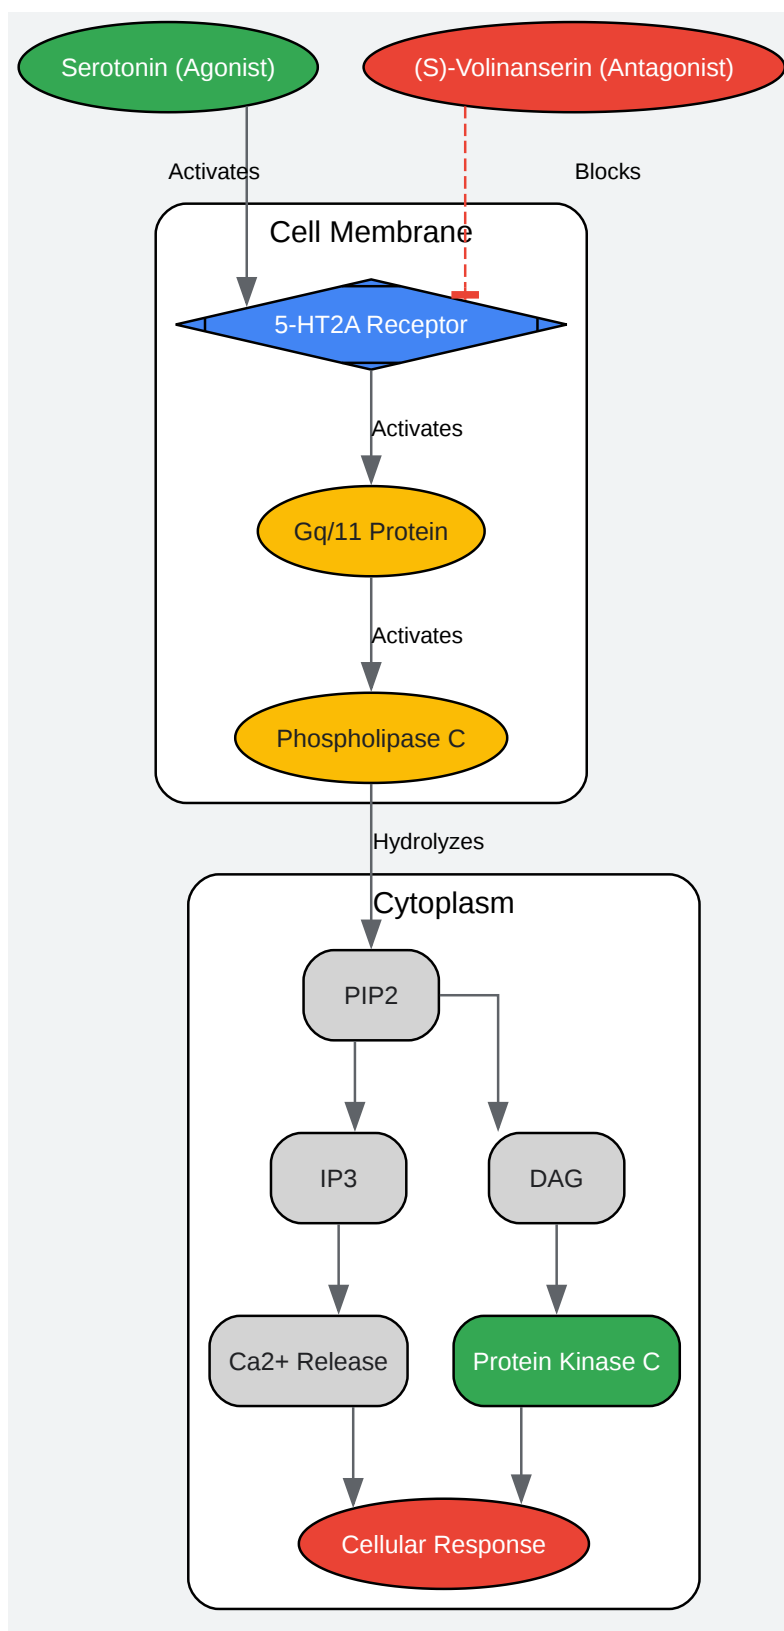 Serotonin (Agonist)
(S)-Volinanserin (Antagonist)
Activates
Blocks
Cell Membrane
5-HT2A Receptor
Activates
Gq/11 Protein
Activates
Phospholipase C
Hydrolyzes
Cytoplasm
PIP2
IP3
DAG
Ca2+ Release
Protein Kinase C
Cellular Response